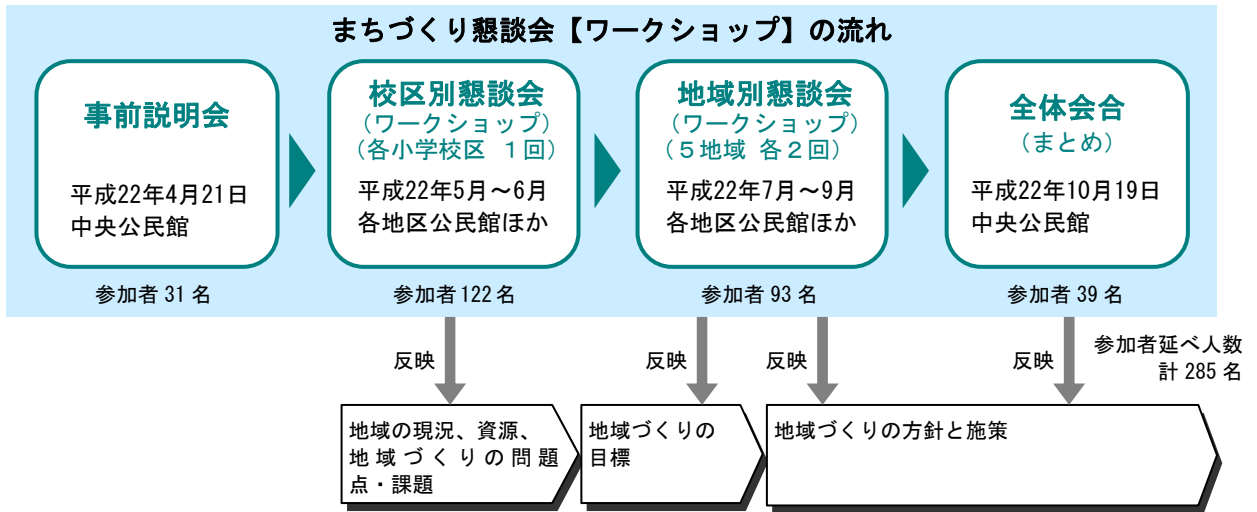 まちづくり懇談会【ワークショップ】の流れ
事前説明会
平成22年4月21日
中央公民館
参加者 31 名
校区別懇談会
（ワークショップ）
（各小学校区 １回）
平成22年5月～6月
各地区公民館ほか
参加者 122 名
地域別懇談会
（ワークショップ）
（５地域 各２回）
平成22年7月～9月
各地区公民館ほか
参加者 93 名
全体会合
（まとめ）
平成22年10月19日
中央公民館
参加者 39 名
反映
反映
反映
反映
参加者延べ人数
計 285 名
地域の現況、資源、
地域づくりの問題
点・課題
地域づくりの
目標
地域づくりの方針と施策